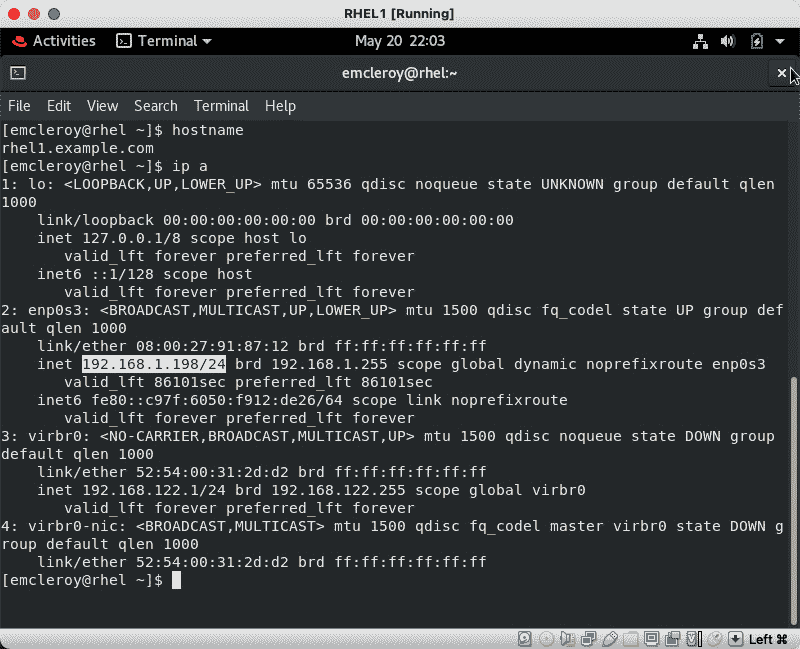 RHEL1 [Running]
Activities Terminal May 20 22:03
emcleroy@rhel:~
File Edit View Search Terminal Help
[emcleroy@rhel ~]$ hostname
rhel1.example.com
[emcleroy@rhel ~]$ ip a
1: lo: <LOOPBACK,UP,LOWER_UP> mtu 65536 qdisc noqueue state UNKNOWN group default qlen
1000
    link/loopback 00:00:00:00:00:00 brd 00:00:00:00:00:00
    inet 127.0.0.1/8 scope host lo
       valid_lft forever preferred_lft forever
    inet6 ::1/128 scope host
       valid_lft forever preferred_lft forever
2: enp0s3: <BROADCAST,MULTICAST,UP,LOWER_UP> mtu 1500 qdisc fq_codel state UP group def
ault qlen 1000
    link/ether 08:00:27:91:87:12 brd ff:ff:ff:ff:ff:ff
    inet 192.168.1.198/24 brd 192.168.1.255 scope global dynamic noprefixroute enp0s3
       valid_lft 86101sec preferred_lft 86101sec
    inet6 fe80::c97f:6050:f912:de26/64 scope link noprefixroute
       valid_lft forever preferred_lft forever
3: virbr0: <NO-CARRIER,BROADCAST,MULTICAST,UP> mtu 1500 qdisc noqueue state DOWN group
default qlen 1000
    link/ether 52:54:00:31:2d:d2 brd ff:ff:ff:ff:ff:ff
    inet 192.168.122.1/24 brd 192.168.122.255 scope global virbr0
       valid_lft forever preferred_lft forever
4: virbr0-nic: <BROADCAST,MULTICAST> mtu 1500 qdisc fq_codel master virbr0 state DOWN g
roup default qlen 1000
    link/ether 52:54:00:31:2d:d2 brd ff:ff:ff:ff:ff:ff
[emcleroy@rhel ~]$
Left ⌘